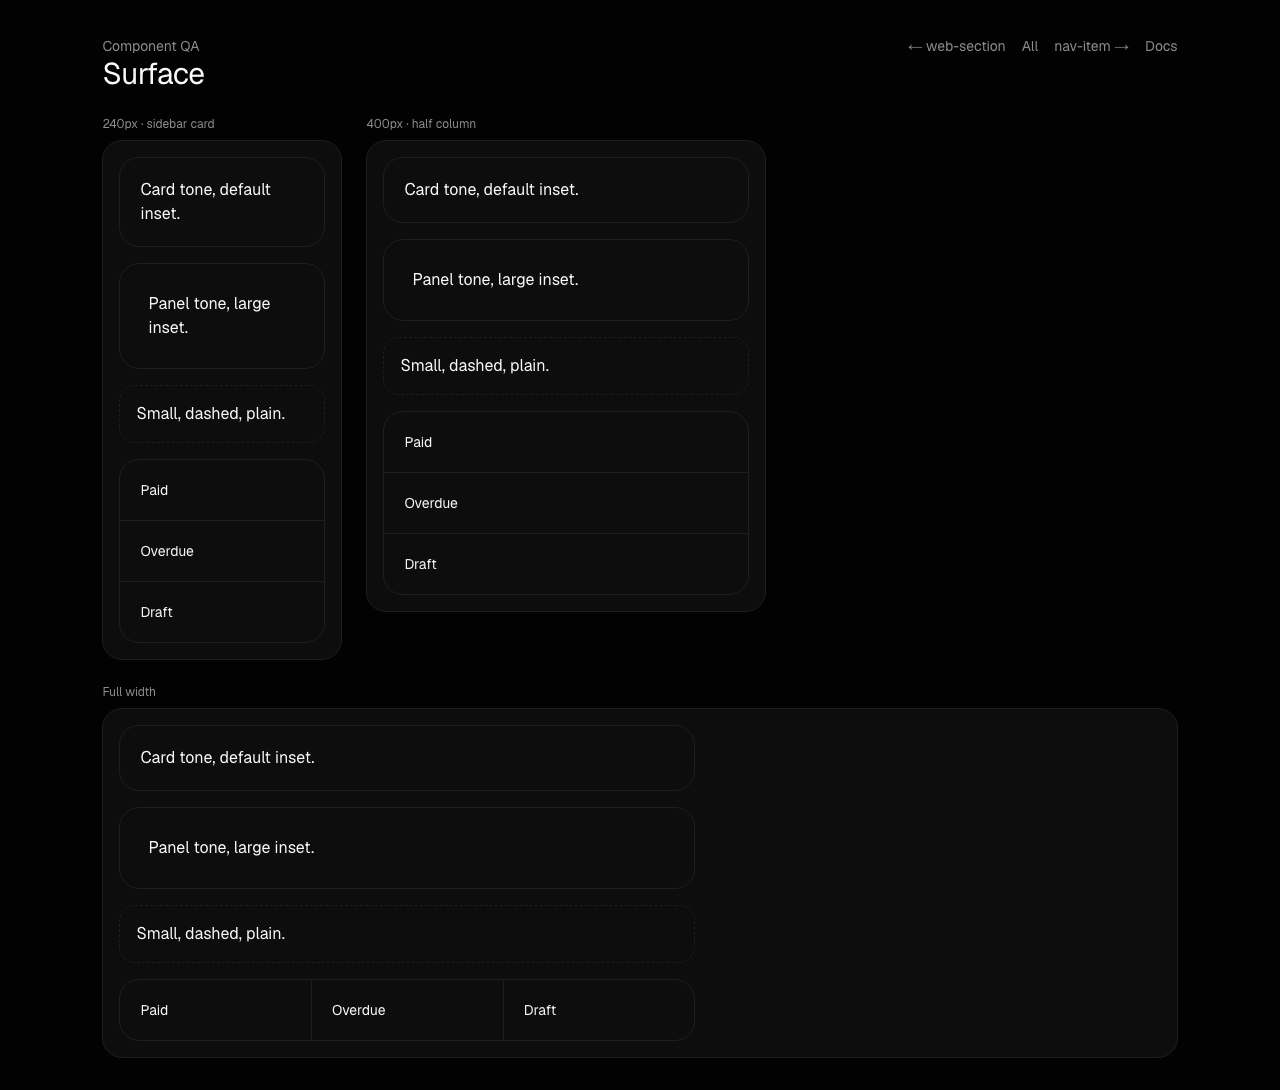 Component QA
Surface
← web-section All nav-item → Docs
240px · sidebar card
Card tone, default
inset.
Panel tone, large
inset.
Small, dashed, plain.
Paid
Overdue
Draft
400px · half column
Card tone, default inset.
Panel tone, large inset.
Small, dashed, plain.
Paid
Overdue
Draft
Full width
Card tone, default inset.
Panel tone, large inset.
Small, dashed, plain.
Paid Overdue Draft